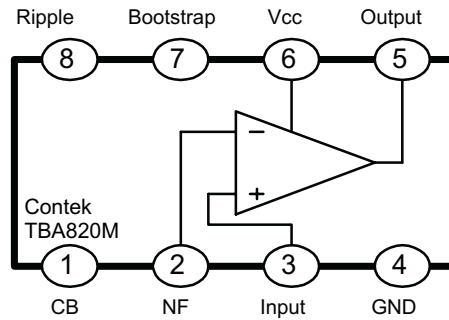 Ripple Bootstrap Vcc Output
8 7 6 5
−
+
Contek
TBA820M
1 2 3 4
CB NF Input GND